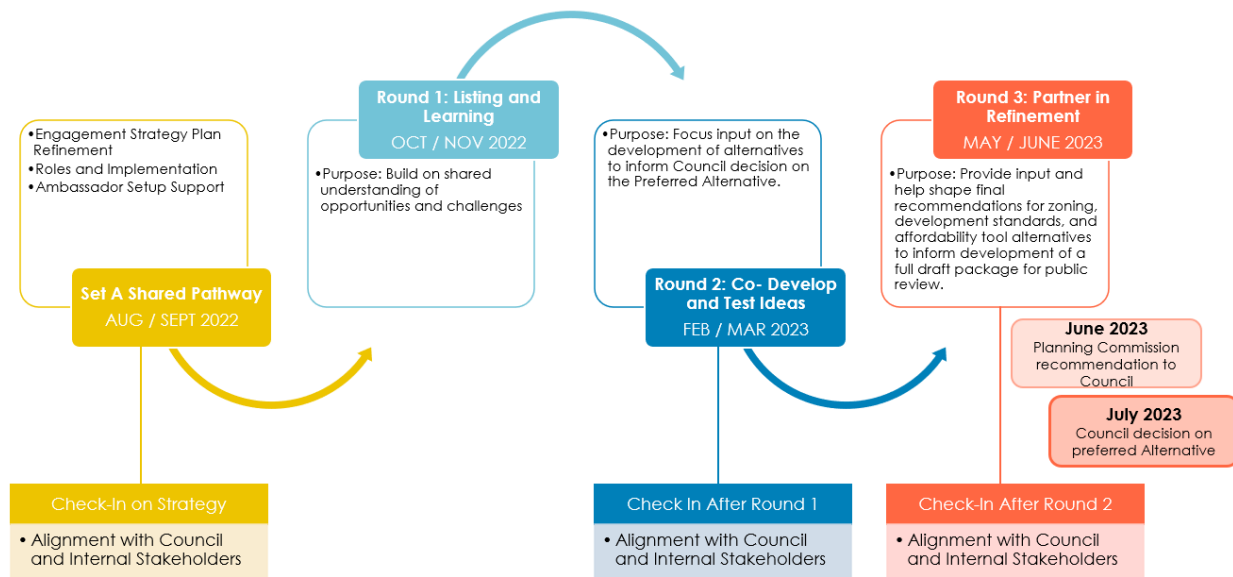 •Engagement Strategy Plan
Refinement
•Roles and Implementation
•Ambassador Setup Support
Set A Shared Pathway
AUG / SEPT 2022
Round 1: Listing and
Learning
OCT / NOV 2022
•Purpose: Build on shared
understanding of
opportunities and challenges
•Purpose: Focus input on the
development of alternatives
to inform Council decision on
the Preferred Alternative.
Round 2: Co- Develop
and Test Ideas
FEB / MAR 2023
Round 3: Partner in
Refinement
MAY / JUNE 2023
•Purpose: Provide input and
help shape final
recommendations for zoning,
development standards, and
affordability tool alternatives
to inform development of a
full draft package for public
review.
June 2023
Planning Commission
recommendation to
Council
July 2023
Council decision on
preferred Alternative
Check-In on Strategy
• Alignment with Council
and Internal Stakeholders
Check In After Round 1
• Alignment with Council
and Internal Stakeholders
Check-In After Round 2
• Alignment with Council
and Internal Stakeholders